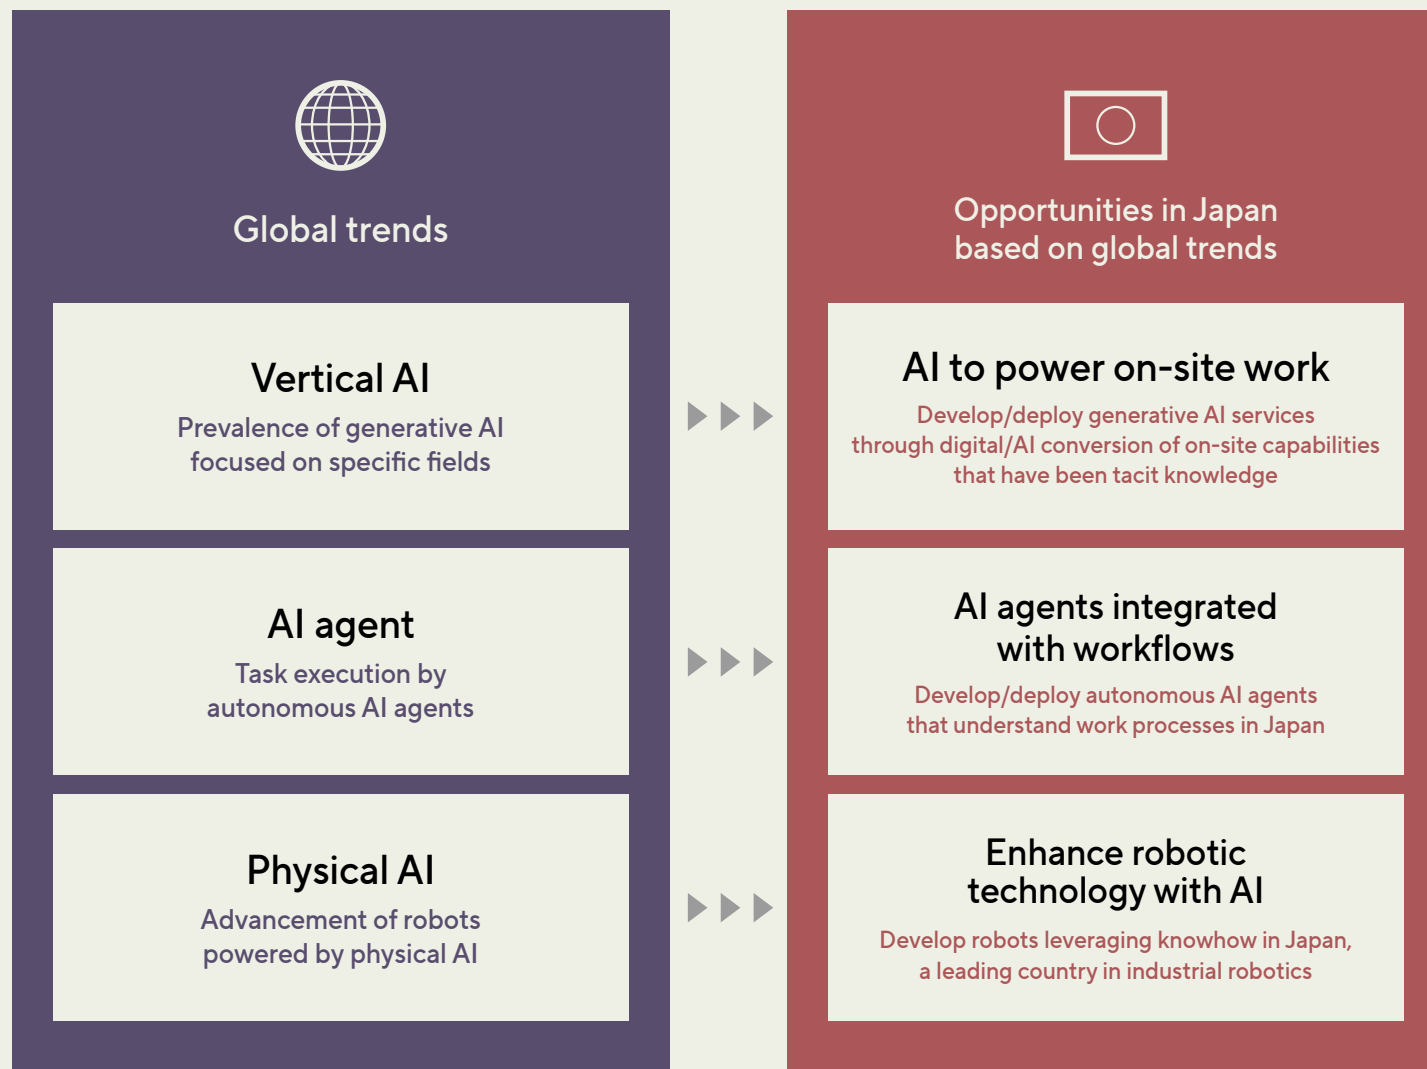 Global trends
Vertical AI
Prevalence of generative AI
focused on specific fields
AI agent
Task execution by
autonomous AI agents
Physical AI
Advancement of robots
powered by physical AI
Opportunities in Japan
based on global trends
AI to power on-site work
Develop/deploy generative AI services
through digital/AI conversion of on-site capabilities
that have been tacit knowledge
AI agents integrated
with workflows
Develop/deploy autonomous AI agents
that understand work processes in Japan
Enhance robotic
technology with AI
Develop robots leveraging knowhow in Japan,
a leading country in industrial robotics